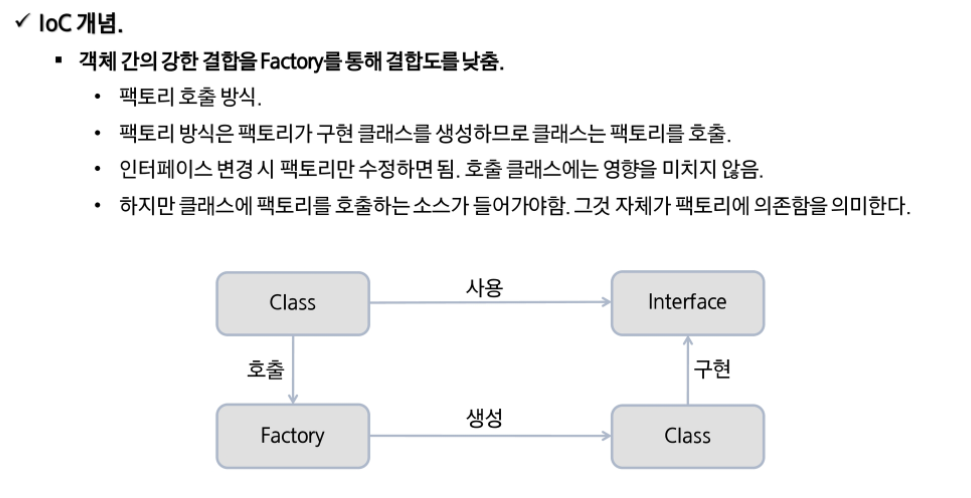 ✓ IoC 개념.
▪ 객체 간의 강한 결합을 Factory를 통해 결합도를 낮춤.
• 팩토리 호출 방식.
• 팩토리 방식은 팩토리가 구현 클래스를 생성하므로 클래스는 팩토리를 호출.
• 인터페이스 변경 시 팩토리만 수정하면 됨. 호출 클래스에는 영향을 미치지 않음.
• 하지만 클래스에 팩토리를 호출하는 소스가 들어가야함. 그것 자체가 팩토리에 의존함을 의미한다.
Class
사용
Interface
호출
구현
Factory
생성
Class